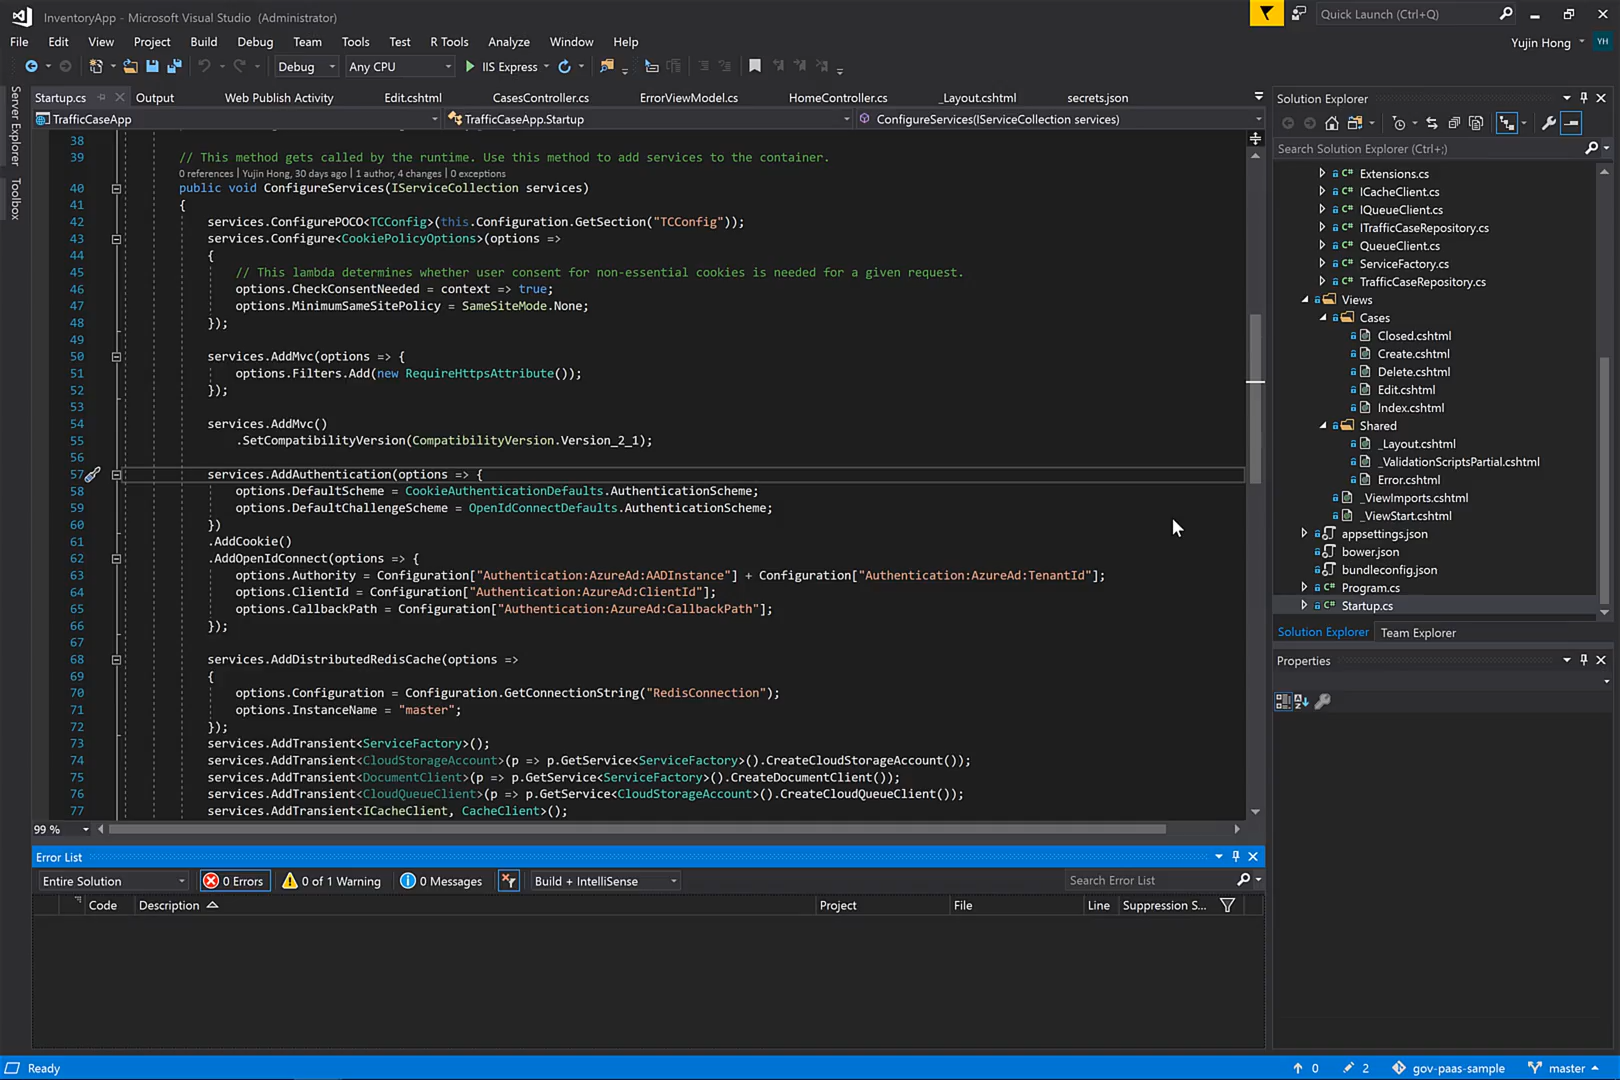 InventoryApp - Microsoft Visual Studio (Administrator)
Quick Launch (Ctrl+Q)
File Edit View Project Build Debug Team Tools Test R Tools Analyze Window Help
Yujin Hong YH
Debug Any CPU IIS Express
Server Explorer
Toolbox
Startup.cs Output Web Publish Activity Edit.cshtml CasesController.cs ErrorViewModel.cs HomeController.cs _Layout.cshtml secrets.json
TrafficCaseApp TrafficCaseApp.Startup ConfigureServices(IServiceCollection services)
38
39 // This method gets called by the runtime. Use this method to add services to the container.
0 references | Yujin Hong, 30 days ago | 1 author, 4 changes | 0 exceptions
40 public void ConfigureServices(IServiceCollection services)
41 {
42 services.ConfigurePOCO<TCConfig>(this.Configuration.GetSection("TCConfig"));
43 services.Configure<CookiePolicyOptions>(options =>
44 {
45 // This lambda determines whether user consent for non-essential cookies is needed for a given request.
46 options.CheckConsentNeeded = context => true;
47 options.MinimumSameSitePolicy = SameSiteMode.None;
48 });
49
50 services.AddMvc(options => {
51 options.Filters.Add(new RequireHttpsAttribute());
52 });
53
54 services.AddMvc()
55 .SetCompatibilityVersion(CompatibilityVersion.Version_2_1);
56
57 services.AddAuthentication(options => {
58 options.DefaultScheme = CookieAuthenticationDefaults.AuthenticationScheme;
59 options.DefaultChallengeScheme = OpenIdConnectDefaults.AuthenticationScheme;
60 })
61 .AddCookie()
62 .AddOpenIdConnect(options => {
63 options.Authority = Configuration["Authentication:AzureAd:AADInstance"] + Configuration["Authentication:AzureAd:TenantId"];
64 options.ClientId = Configuration["Authentication:AzureAd:ClientId"];
65 options.CallbackPath = Configuration["Authentication:AzureAd:CallbackPath"];
66 });
67
68 services.AddDistributedRedisCache(options =>
69 {
70 options.Configuration = Configuration.GetConnectionString("RedisConnection");
71 options.InstanceName = "master";
72 });
73 services.AddTransient<ServiceFactory>();
74 services.AddTransient<CloudStorageAccount>(p => p.GetService<ServiceFactory>().CreateCloudStorageAccount());
75 services.AddTransient<DocumentClient>(p => p.GetService<ServiceFactory>().CreateDocumentClient());
76 services.AddTransient<CloudQueueClient>(p => p.GetService<CloudStorageAccount>().CreateCloudQueueClient());
77 services.AddTransient<ICacheClient, CacheClient>();
99 %
Solution Explorer
Search Solution Explorer (Ctrl+;)
C# Extensions.cs
C# ICacheClient.cs
C# IQueueClient.cs
C# ITrafficCaseRepository.cs
C# QueueClient.cs
C# ServiceFactory.cs
C# TrafficCaseRepository.cs
Views
Cases
Closed.cshtml
Create.cshtml
Delete.cshtml
Edit.cshtml
Index.cshtml
Shared
_Layout.cshtml
_ValidationScriptsPartial.cshtml
Error.cshtml
_ViewImports.cshtml
_ViewStart.cshtml
appsettings.json
bower.json
bundleconfig.json
C# Program.cs
C# Startup.cs
Solution Explorer Team Explorer
Properties
Error List
Entire Solution 0 Errors 0 of 1 Warning 0 Messages Build + IntelliSense Search Error List
Code Description Project File Line Suppression S...
Ready 0 2 gov-paas-sample master